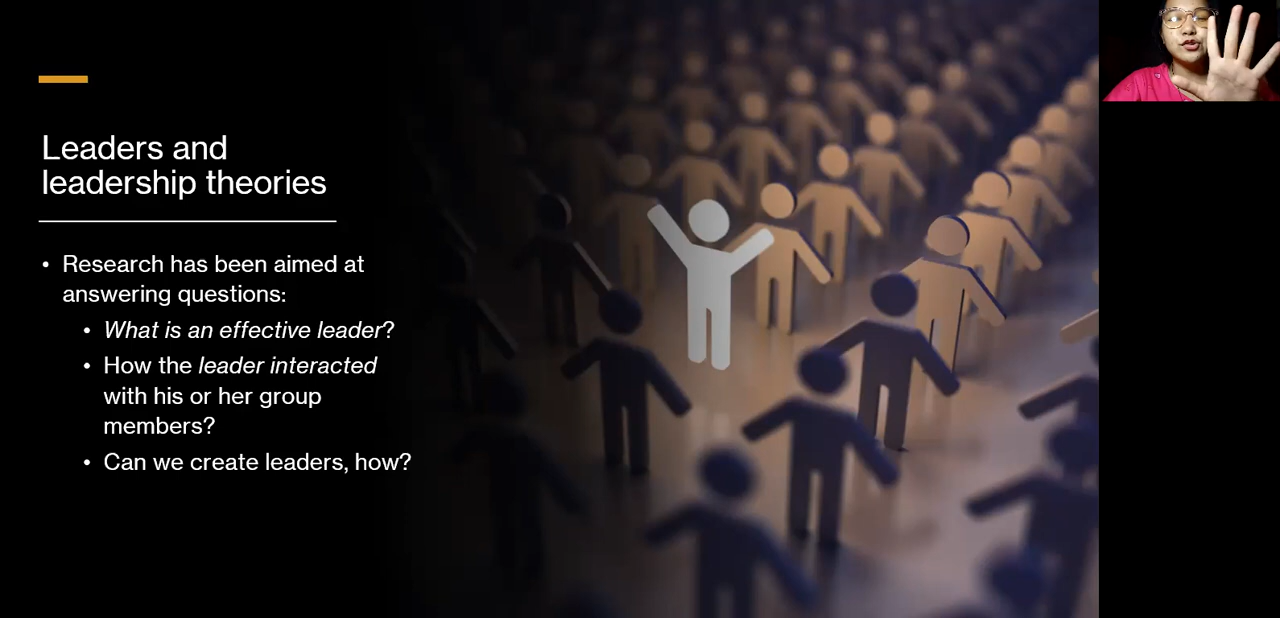 Leaders and
leadership theories
• Research has been aimed at
answering questions:
• What is an effective leader?
• How the leader interacted
with his or her group
members?
• Can we create leaders, how?